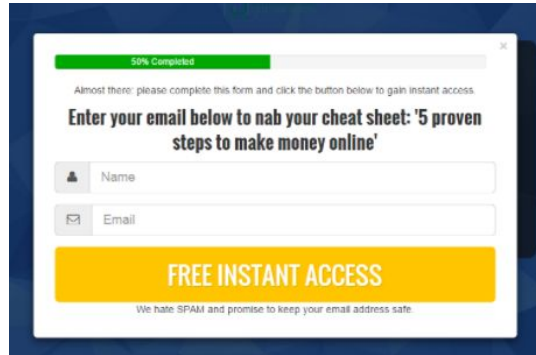 50% Completed
Almost there: please complete this form and click the button below to gain instant access.
Enter your email below to nab your cheat sheet: '5 proven
steps to make money online'
Name
Email
FREE INSTANT ACCESS
We hate SPAM and promise to keep your email address safe.